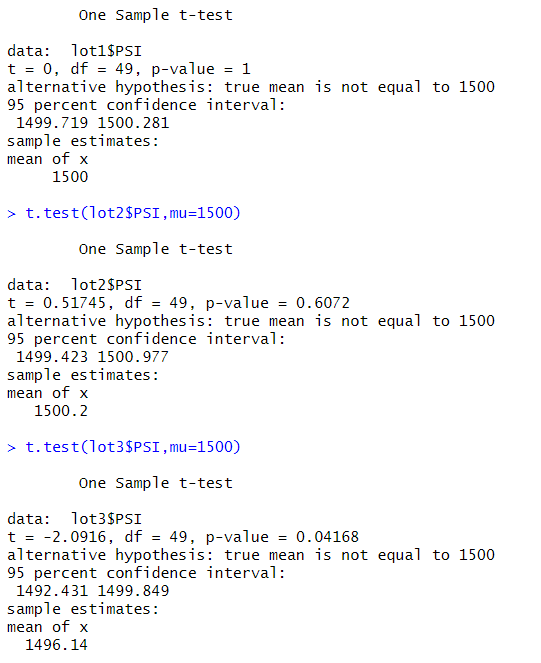 One Sample t-test
data:  lot1$PSI
t = 0, df = 49, p-value = 1
alternative hypothesis: true mean is not equal to 1500
95 percent confidence interval:
 1499.719 1500.281
sample estimates:
mean of x
     1500
> t.test(lot2$PSI,mu=1500)
One Sample t-test
data:  lot2$PSI
t = 0.51745, df = 49, p-value = 0.6072
alternative hypothesis: true mean is not equal to 1500
95 percent confidence interval:
 1499.423 1500.977
sample estimates:
mean of x
   1500.2
> t.test(lot3$PSI,mu=1500)
One Sample t-test
data:  lot3$PSI
t = -2.0916, df = 49, p-value = 0.04168
alternative hypothesis: true mean is not equal to 1500
95 percent confidence interval:
 1492.431 1499.849
sample estimates:
mean of x
  1496.14